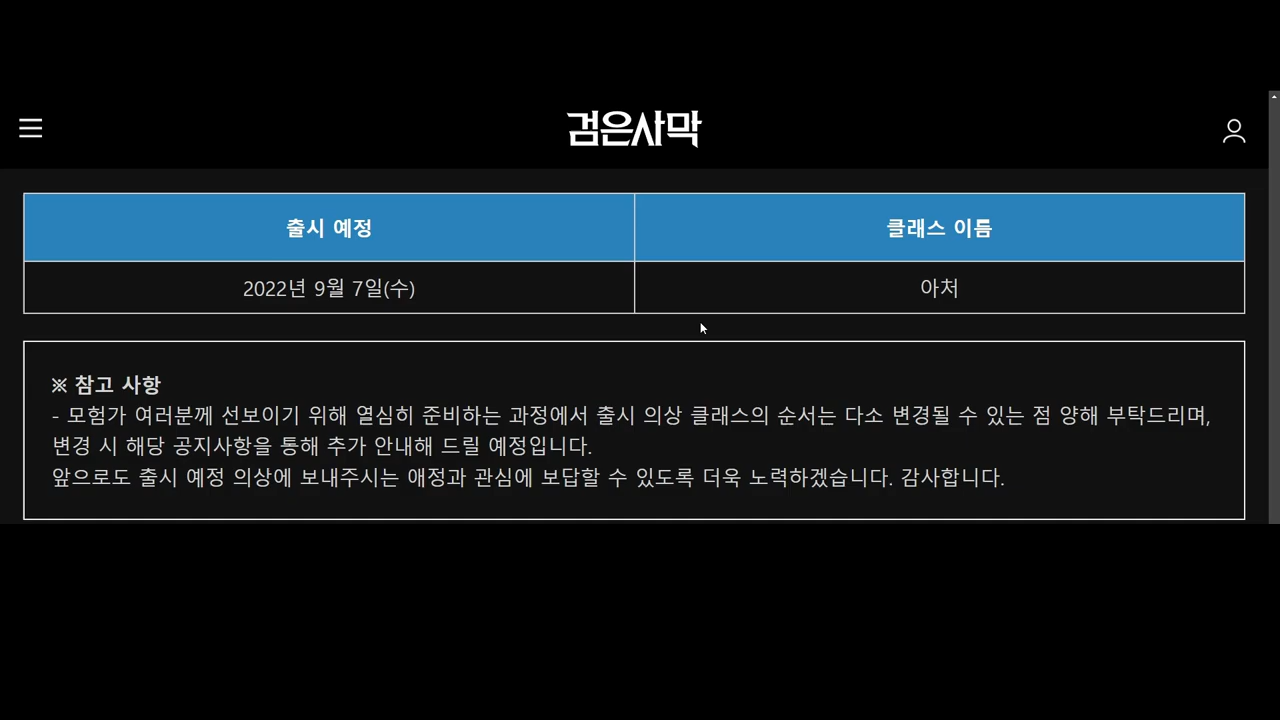 검은사막
출시 예정 클래스 이름
2022년 9월 7일(수) 아처
※ 참고 사항
- 모험가 여러분께 선보이기 위해 열심히 준비하는 과정에서 출시 의상 클래스의 순서는 다소 변경될 수 있는 점 양해 부탁드리며,
변경 시 해당 공지사항을 통해 추가 안내해 드릴 예정입니다.
앞으로도 출시 예정 의상에 보내주시는 애정과 관심에 보답할 수 있도록 더욱 노력하겠습니다. 감사합니다.